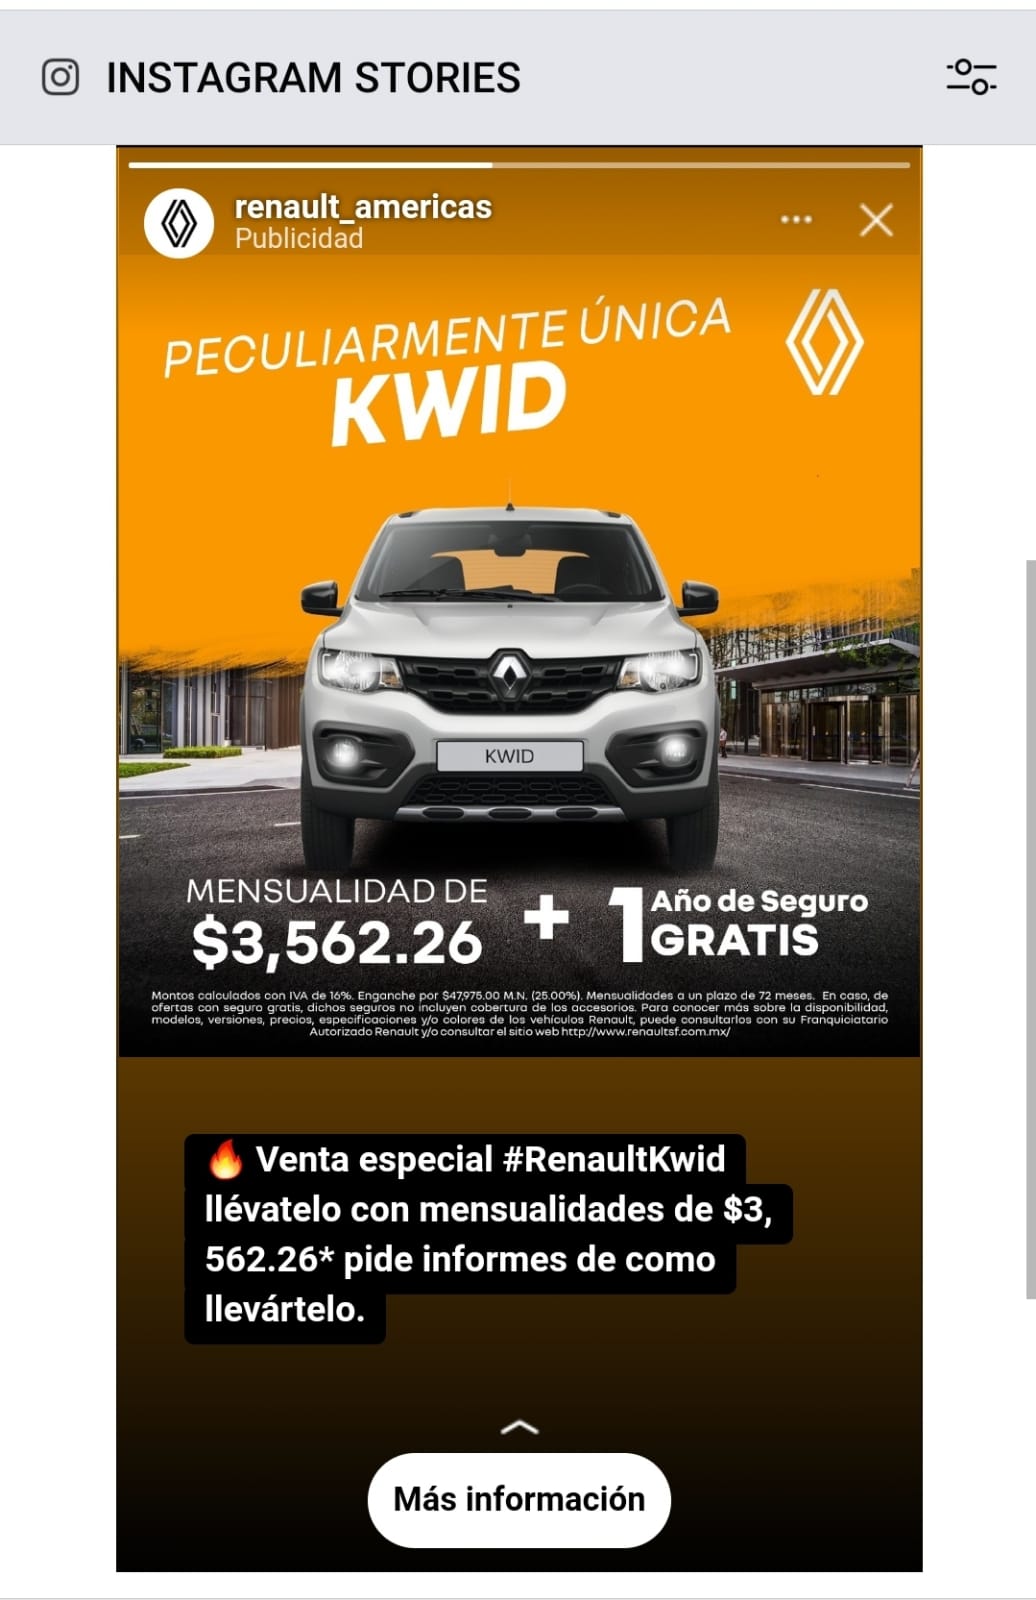 INSTAGRAM STORIES
renault_americas
Publicidad
PECULIARMENTE ÚNICA
KWID
KWID
MENSUALIDAD DE
$3,562.26
+
1 Año de Seguro
GRATIS
Montos calculados con IVA de 16%. Enganche por $47,975.00 M.N. (25.00%). Mensualidades a un plazo de 72 meses. En caso, de
ofertas con seguro gratis, dichos seguros no incluyen cobertura de los accesorios. Para conocer más sobre la disponibilidad,
modelos, versiones, precios, especificaciones y/o colores de los vehículos Renault, puede consultarlos con su Franquiciatario
Autorizado Renault y/o consultar el sitio web http://www.renaultsf.com.mx/
🔥 Venta especial #RenaultKwid
llévatelo con mensualidades de $3,
562.26* pide informes de como
llevártelo.
Más información